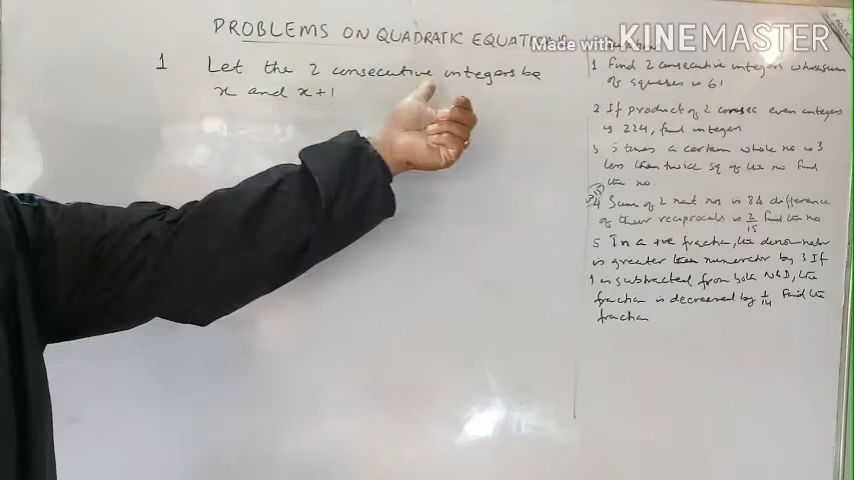 PROBLEMS ON QUADRATIC EQUATIONS
Made with KINEMASTER
1 Let the 2 consecutive integers be
x and x+1
1 Find 2 consecutive integers whose sum
of squares is 61
2 If product of 2 consec even integers
is 224, find integers
3 5 times a certain whole no is 3
less than twice sq of the no find
the no
4 Sum of 2 nat nos is 8 & difference
of their reciprocals is 2/15 Find the no
5 In a +ve fraction, the denominator
is greater than numerator by 3 If
1 is subtracted from both N&D, the
fraction is decreased by 1/14 Find the
fraction